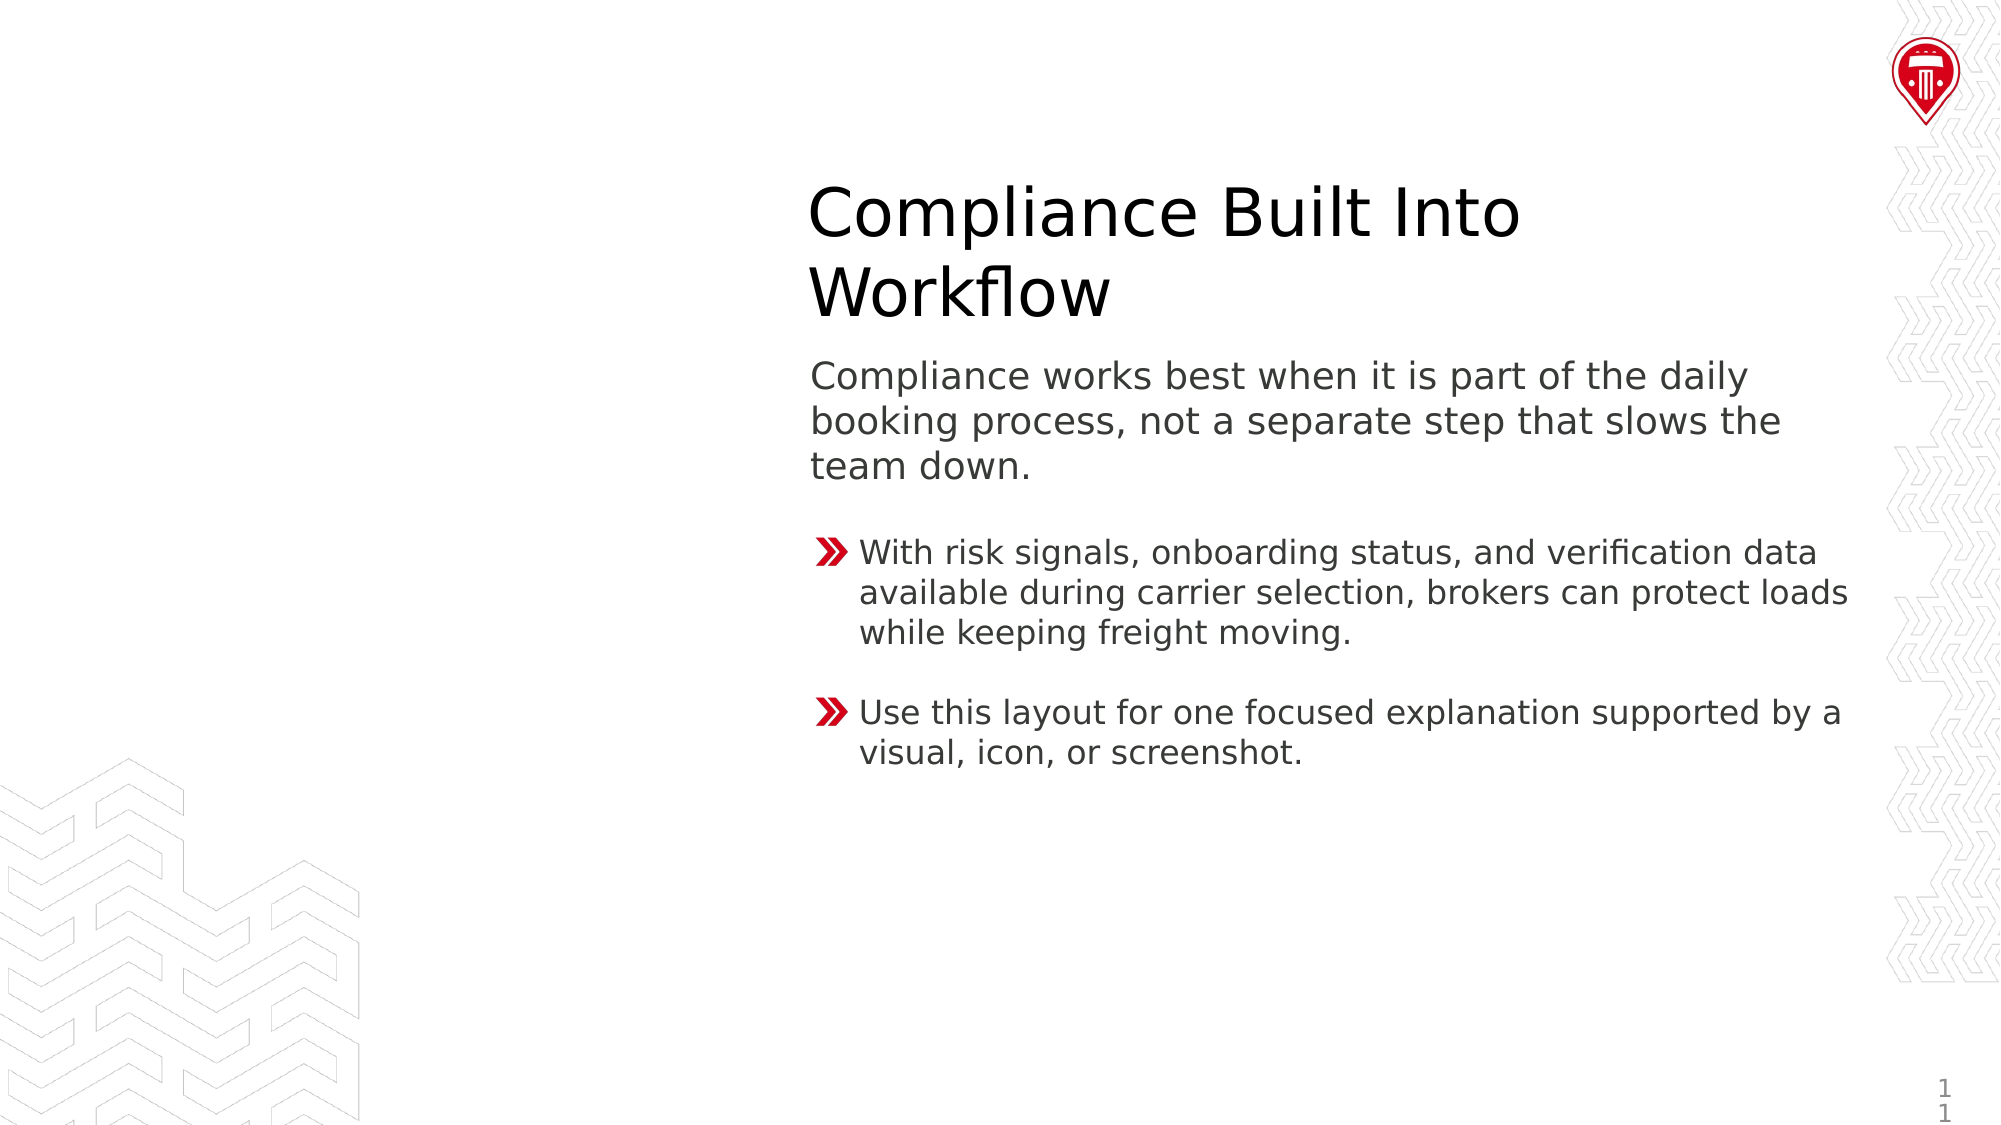 Compliance Built Into
Workflow
Compliance works best when it is part of the daily
booking process, not a separate step that slows the
team down.
With risk signals, onboarding status, and verification data
available during carrier selection, brokers can protect loads
while keeping freight moving.
Use this layout for one focused explanation supported by a
visual, icon, or screenshot.
1
1